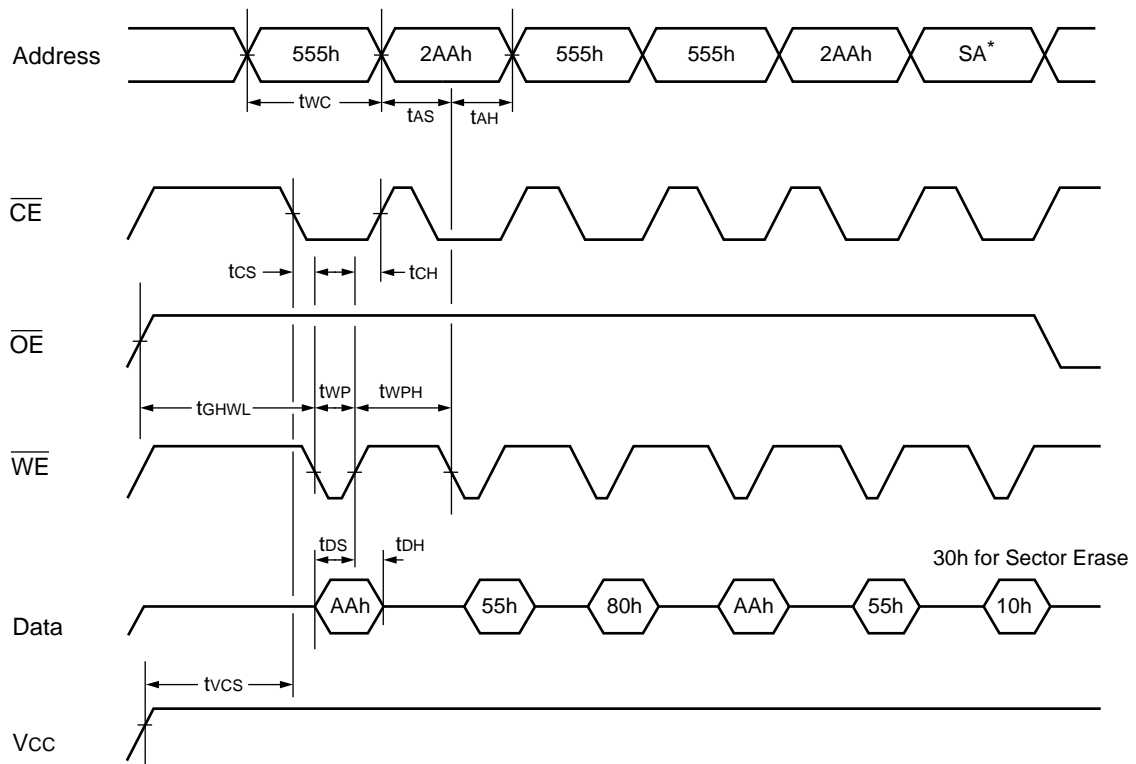 Address 555h 2AAh 555h 555h 2AAh SA*
tWC tAS tAH
CE
tCS tCH
OE
tGHWL tWP tWPH
WE
tDS tDH
30h for Sector Erase
Data AAh 55h 80h AAh 55h 10h
tVCS
VCC